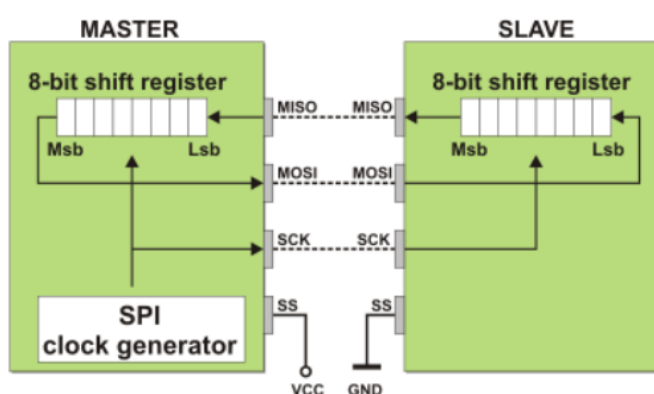 MASTER
SLAVE
8-bit shift register
8-bit shift register
MISO
MISO
Msb
Lsb
Msb
Lsb
MOSI
MOSI
SCK
SCK
SS
SS
SPI
clock generator
VCC
GND